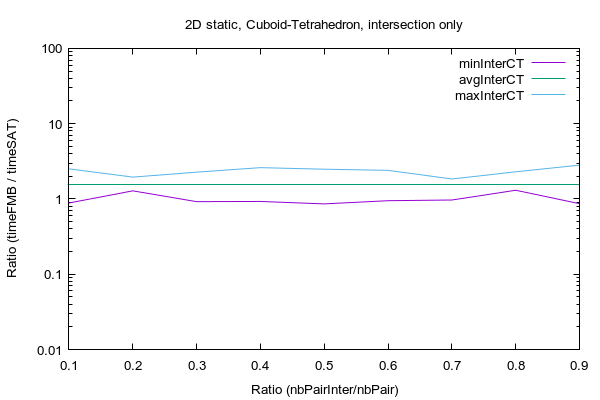 2D static, Cuboid-Tetrahedron, intersection only
minInterCT
avgInterCT
maxInterCT
100
10
1
0.1
0.01
Ratio (timeFMB / timeSAT)
0.1 0.2 0.3 0.4 0.5 0.6 0.7 0.8 0.9
Ratio (nbPairInter/nbPair)